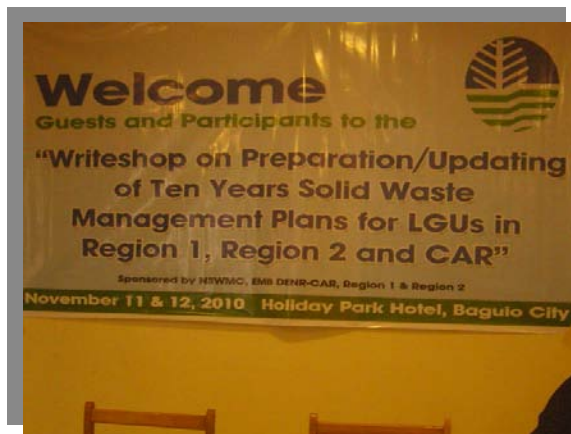 Welcome
Guests and Participants to the
"Writeshop on Preparation/Updating
of Ten Years Solid Waste
Management Plans for LGUs in
Region 1, Region 2 and CAR"
Sponsored by NSWMC, EMB DENR-CAR, Region 1 & Region 2
November 11 & 12, 2010 Holiday Park Hotel, Baguio City